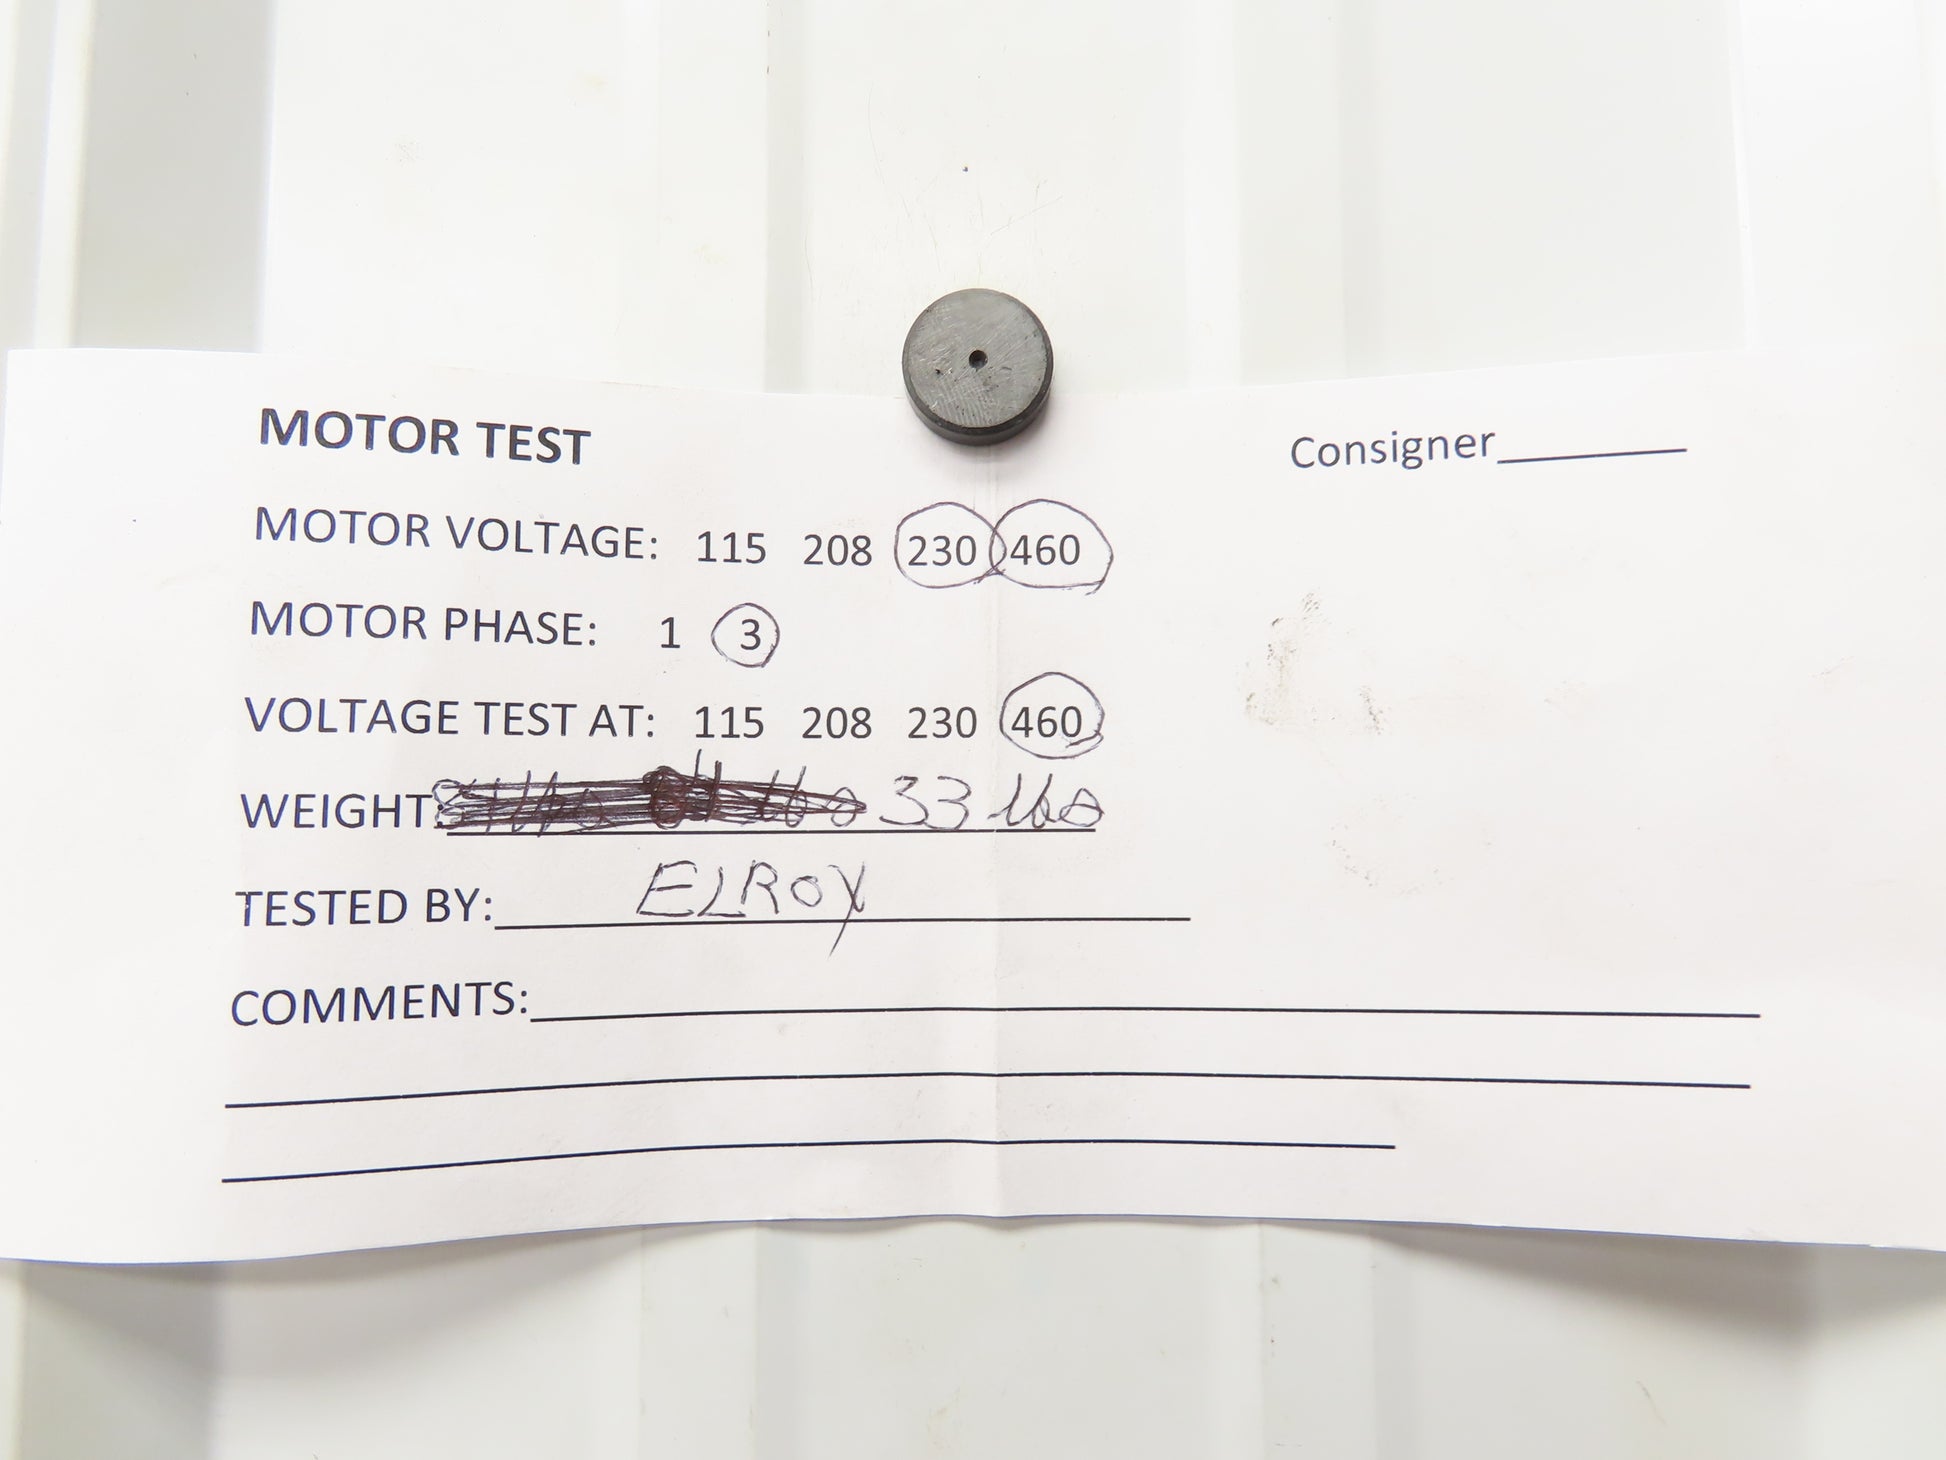 MOTOR TEST
Consigner
MOTOR VOLTAGE: 115 208 230 460
MOTOR PHASE: 1 3
VOLTAGE TEST AT: 115 208 230 460
WEIGHT: 33 lbs
TESTED BY: ELROY
COMMENTS: